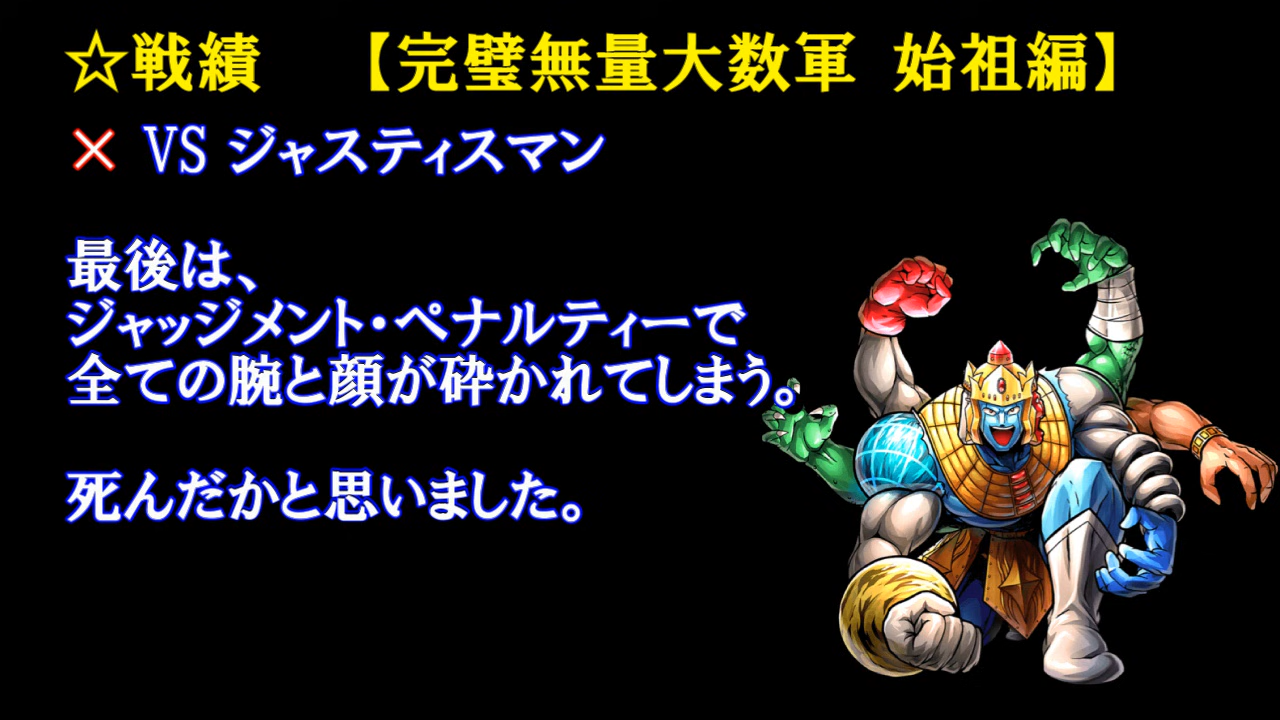 ☆戦績　【完璧無量大数軍 始祖編】
× VS ジャスティスマン
最後は、
ジャッジメント・ペナルティーで
全ての腕と顔が砕かれてしまう。
死んだかと思いました。